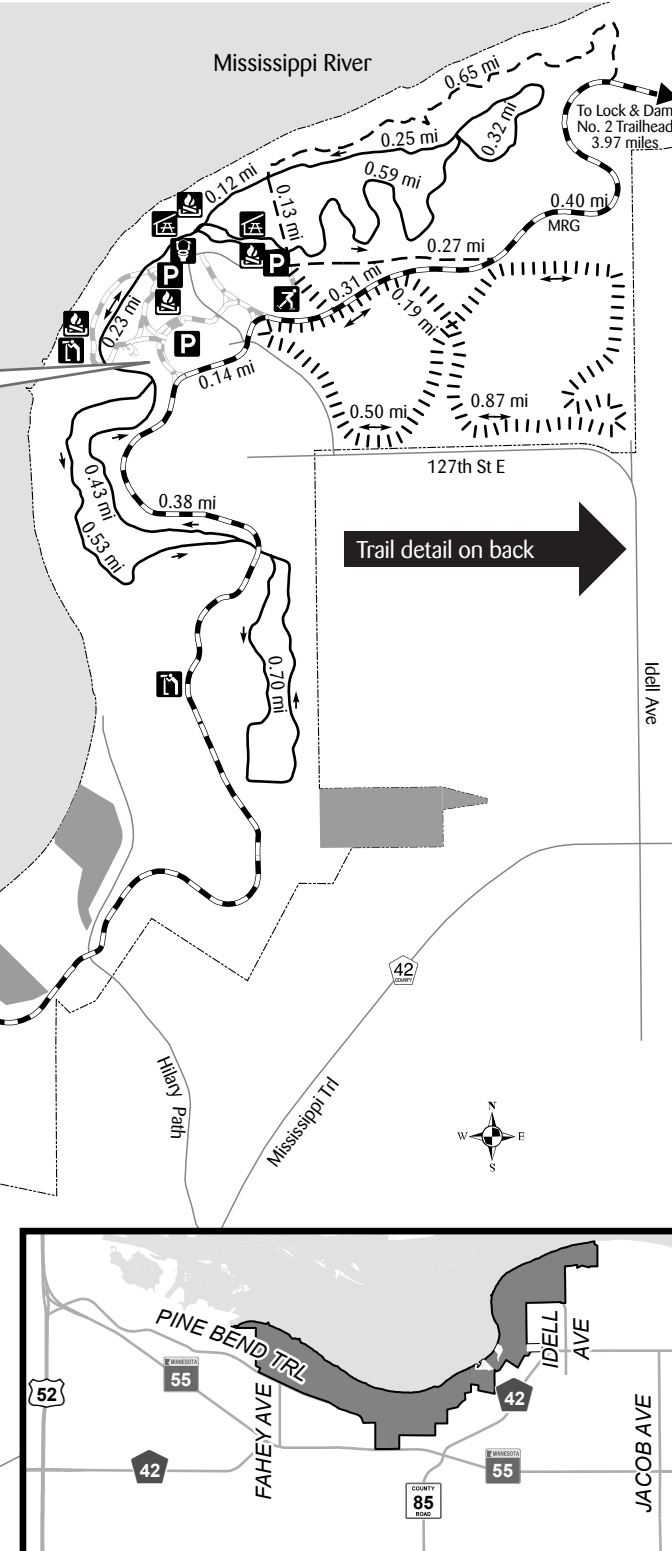 Mississippi River
0.65 mi
To Lock & Dam
No. 2 Trailhead
3.97 miles
0.32 mi
0.25 mi
0.12 mi
0.59 mi
0.13 mi
0.40 mi
MRG
0.27 mi
P
P
0.31 mi
0.19 mi
0.23 mi
P
0.14 mi
0.50 mi
0.87 mi
127th St E
0.43 mi
0.38 mi
0.53 mi
Trail detail on back
0.70 mi
Idell Ave
42
COUNTY
Hilary Path
Mississippi Trl
N
W E
S
PINE BEND TRL
IDELL
AVE
MINNESOTA
55
52
FAHEY AVE
42
42
MINNESOTA
55
COUNTY
85
ROAD
JACOB AVE